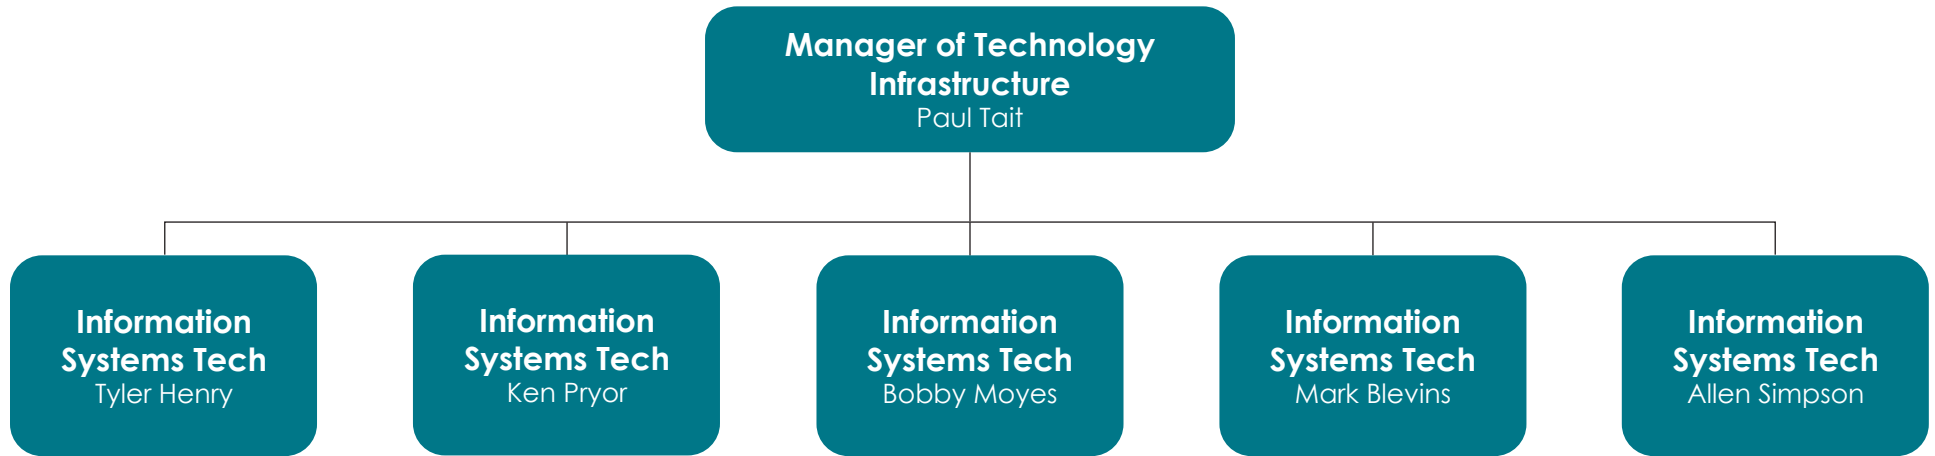 Manager of Technology
Infrastructure
Paul Tait
Information
Systems Tech
Tyler Henry
Information
Systems Tech
Ken Pryor
Information
Systems Tech
Bobby Moyes
Information
Systems Tech
Mark Blevins
Information
Systems Tech
Allen Simpson